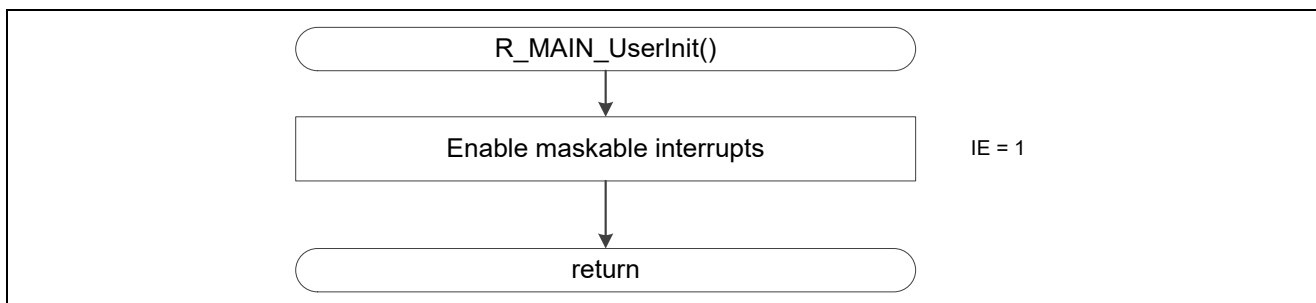 R_MAIN_UserInit()
Enable maskable interrupts
IE = 1
return